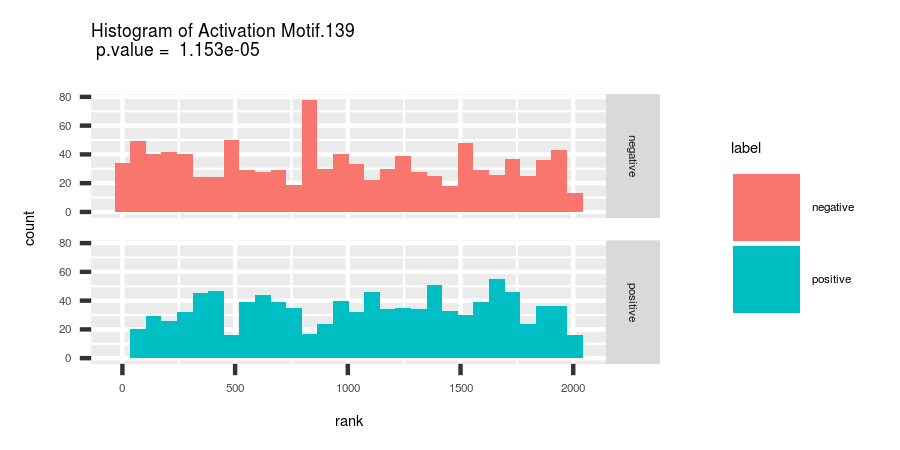 Histogram of Activation Motif.139
p.value = 1.153e-05
80
60
40
20
0
negative
80
60
40
20
0
positive
0
500
1000
1500
2000
rank
count
label
negative
positive